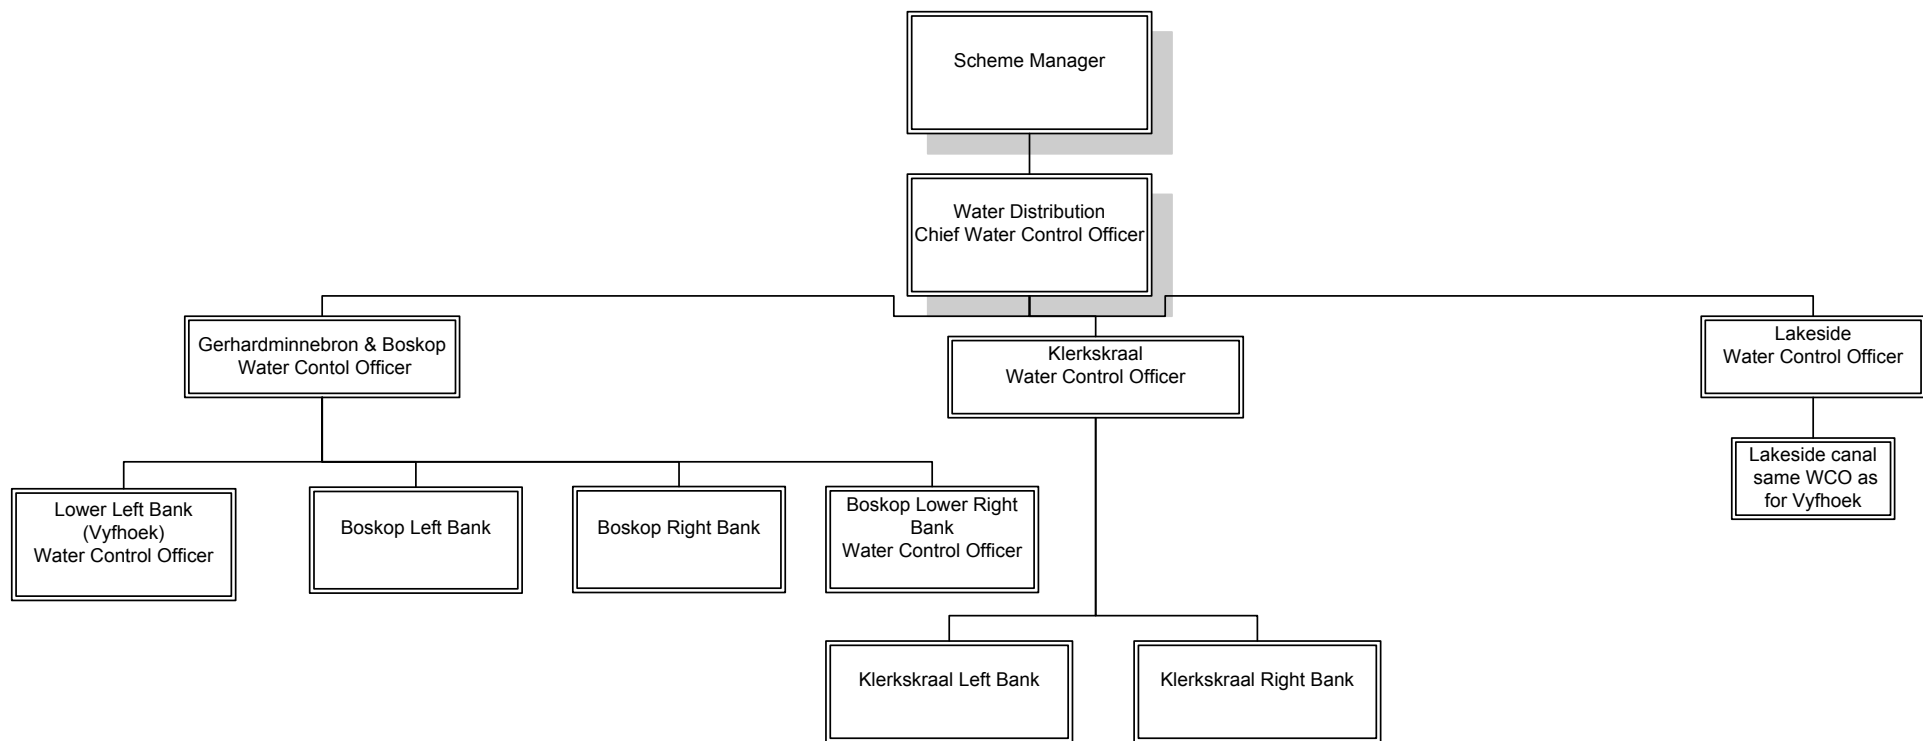 Scheme Manager
Water Distribution
Chief Water Control Officer
Gerhardminnebron & Boskop
Water Contol Officer
Klerkskraal
Water Control Officer
Lakeside
Water Control Officer
Lower Left Bank
(Vyfhoek)
Water Control Officer
Boskop Left Bank
Boskop Right Bank
Boskop Lower Right
Bank
Water Control Officer
Lakeside canal
same WCO as
for Vyfhoek
Klerkskraal Left Bank
Klerkskraal Right Bank